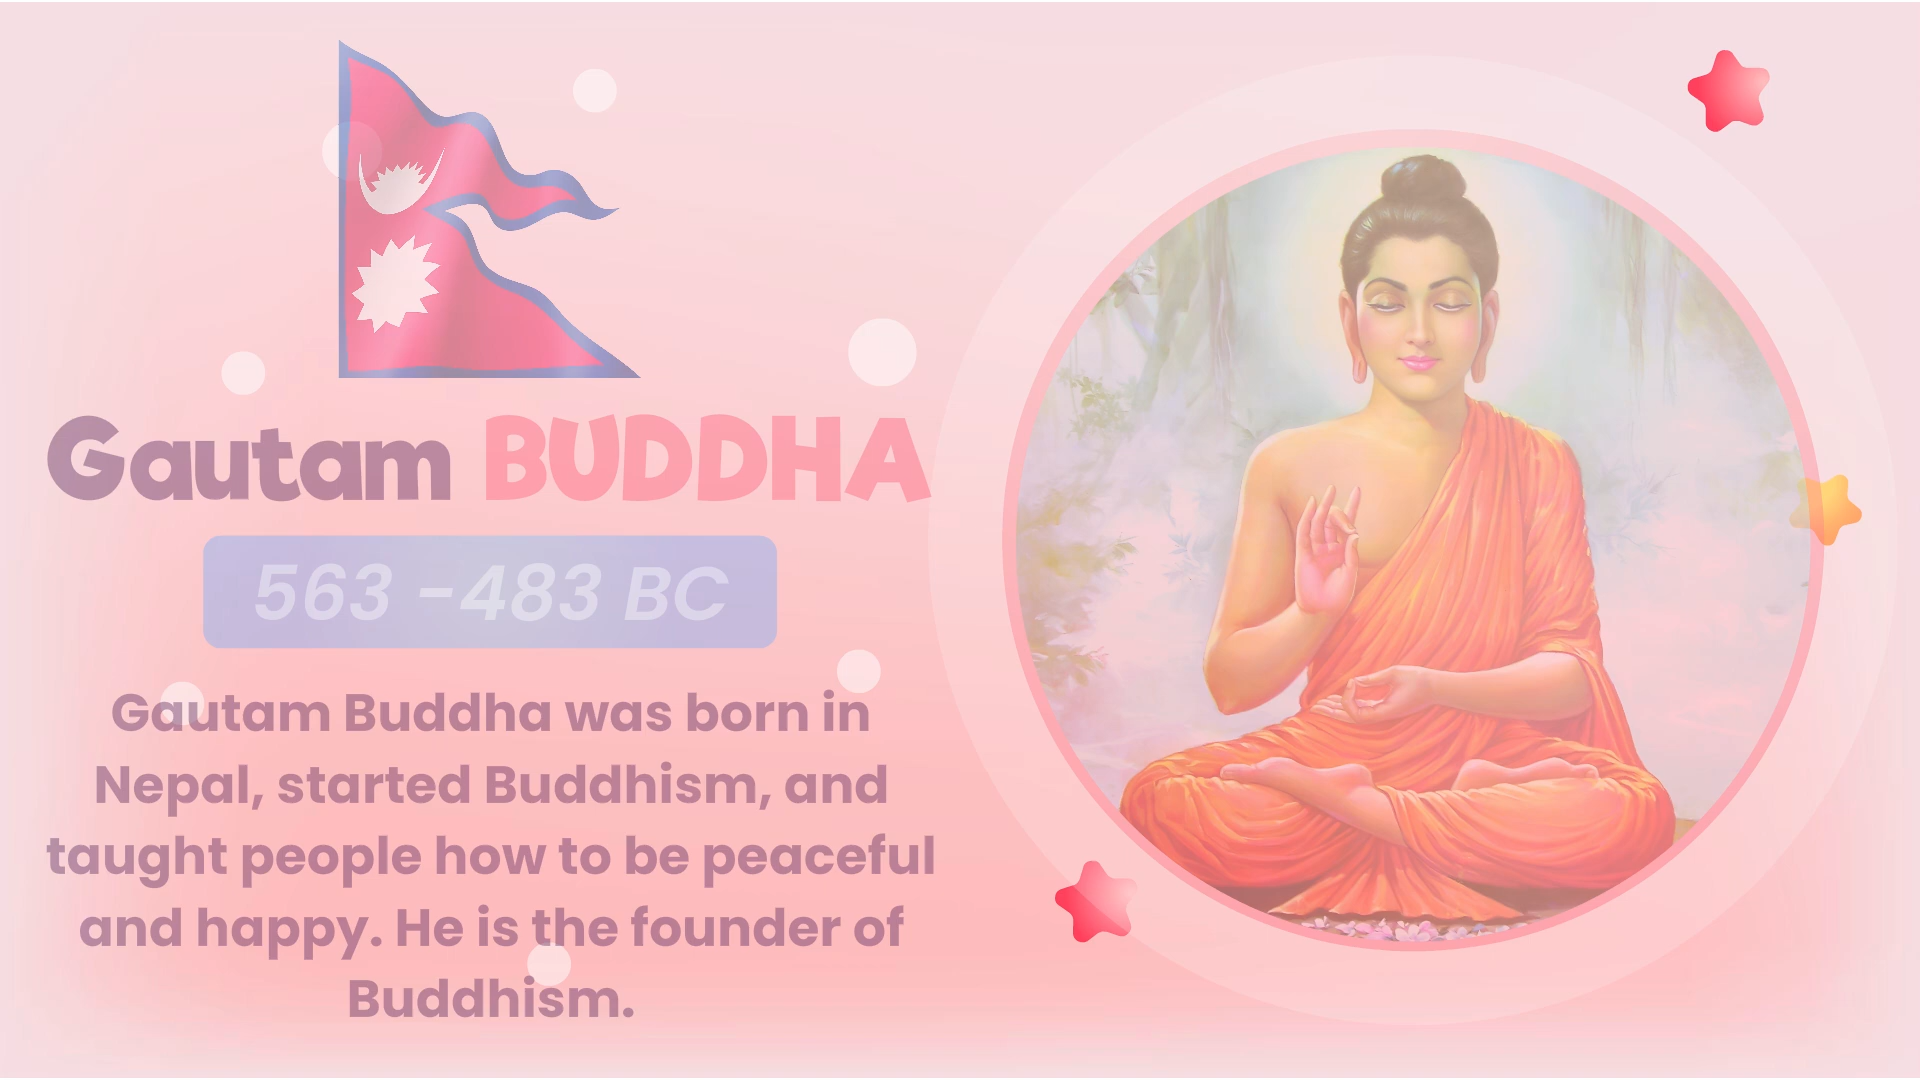 Gautam BUDDHA
563 -483 BC
Gautam Buddha was born in
Nepal, started Buddhism, and
taught people how to be peaceful
and happy. He is the founder of
Buddhism.